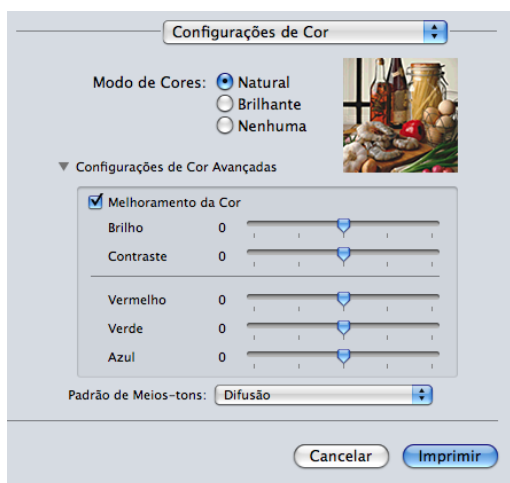 Configurações de Cor
Modo de Cores: Natural
Brilhante
Nenhuma
Configurações de Cor Avançadas
Melhoramento da Cor
Brilho 0
Contraste 0
Vermelho 0
Verde 0
Azul 0
Padrão de Meios-tons: Difusão
Cancelar Imprimir